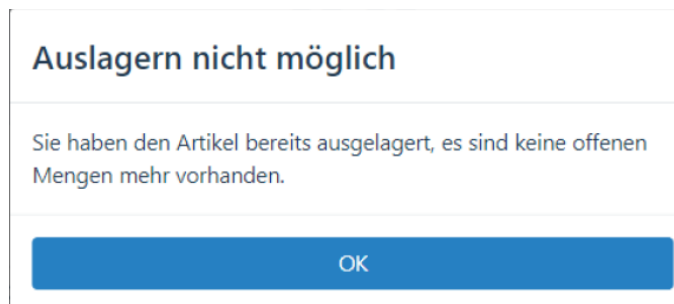 Auslagern nicht möglich
Sie haben den Artikel bereits ausgelagert, es sind keine offenen
Mengen mehr vorhanden.
OK